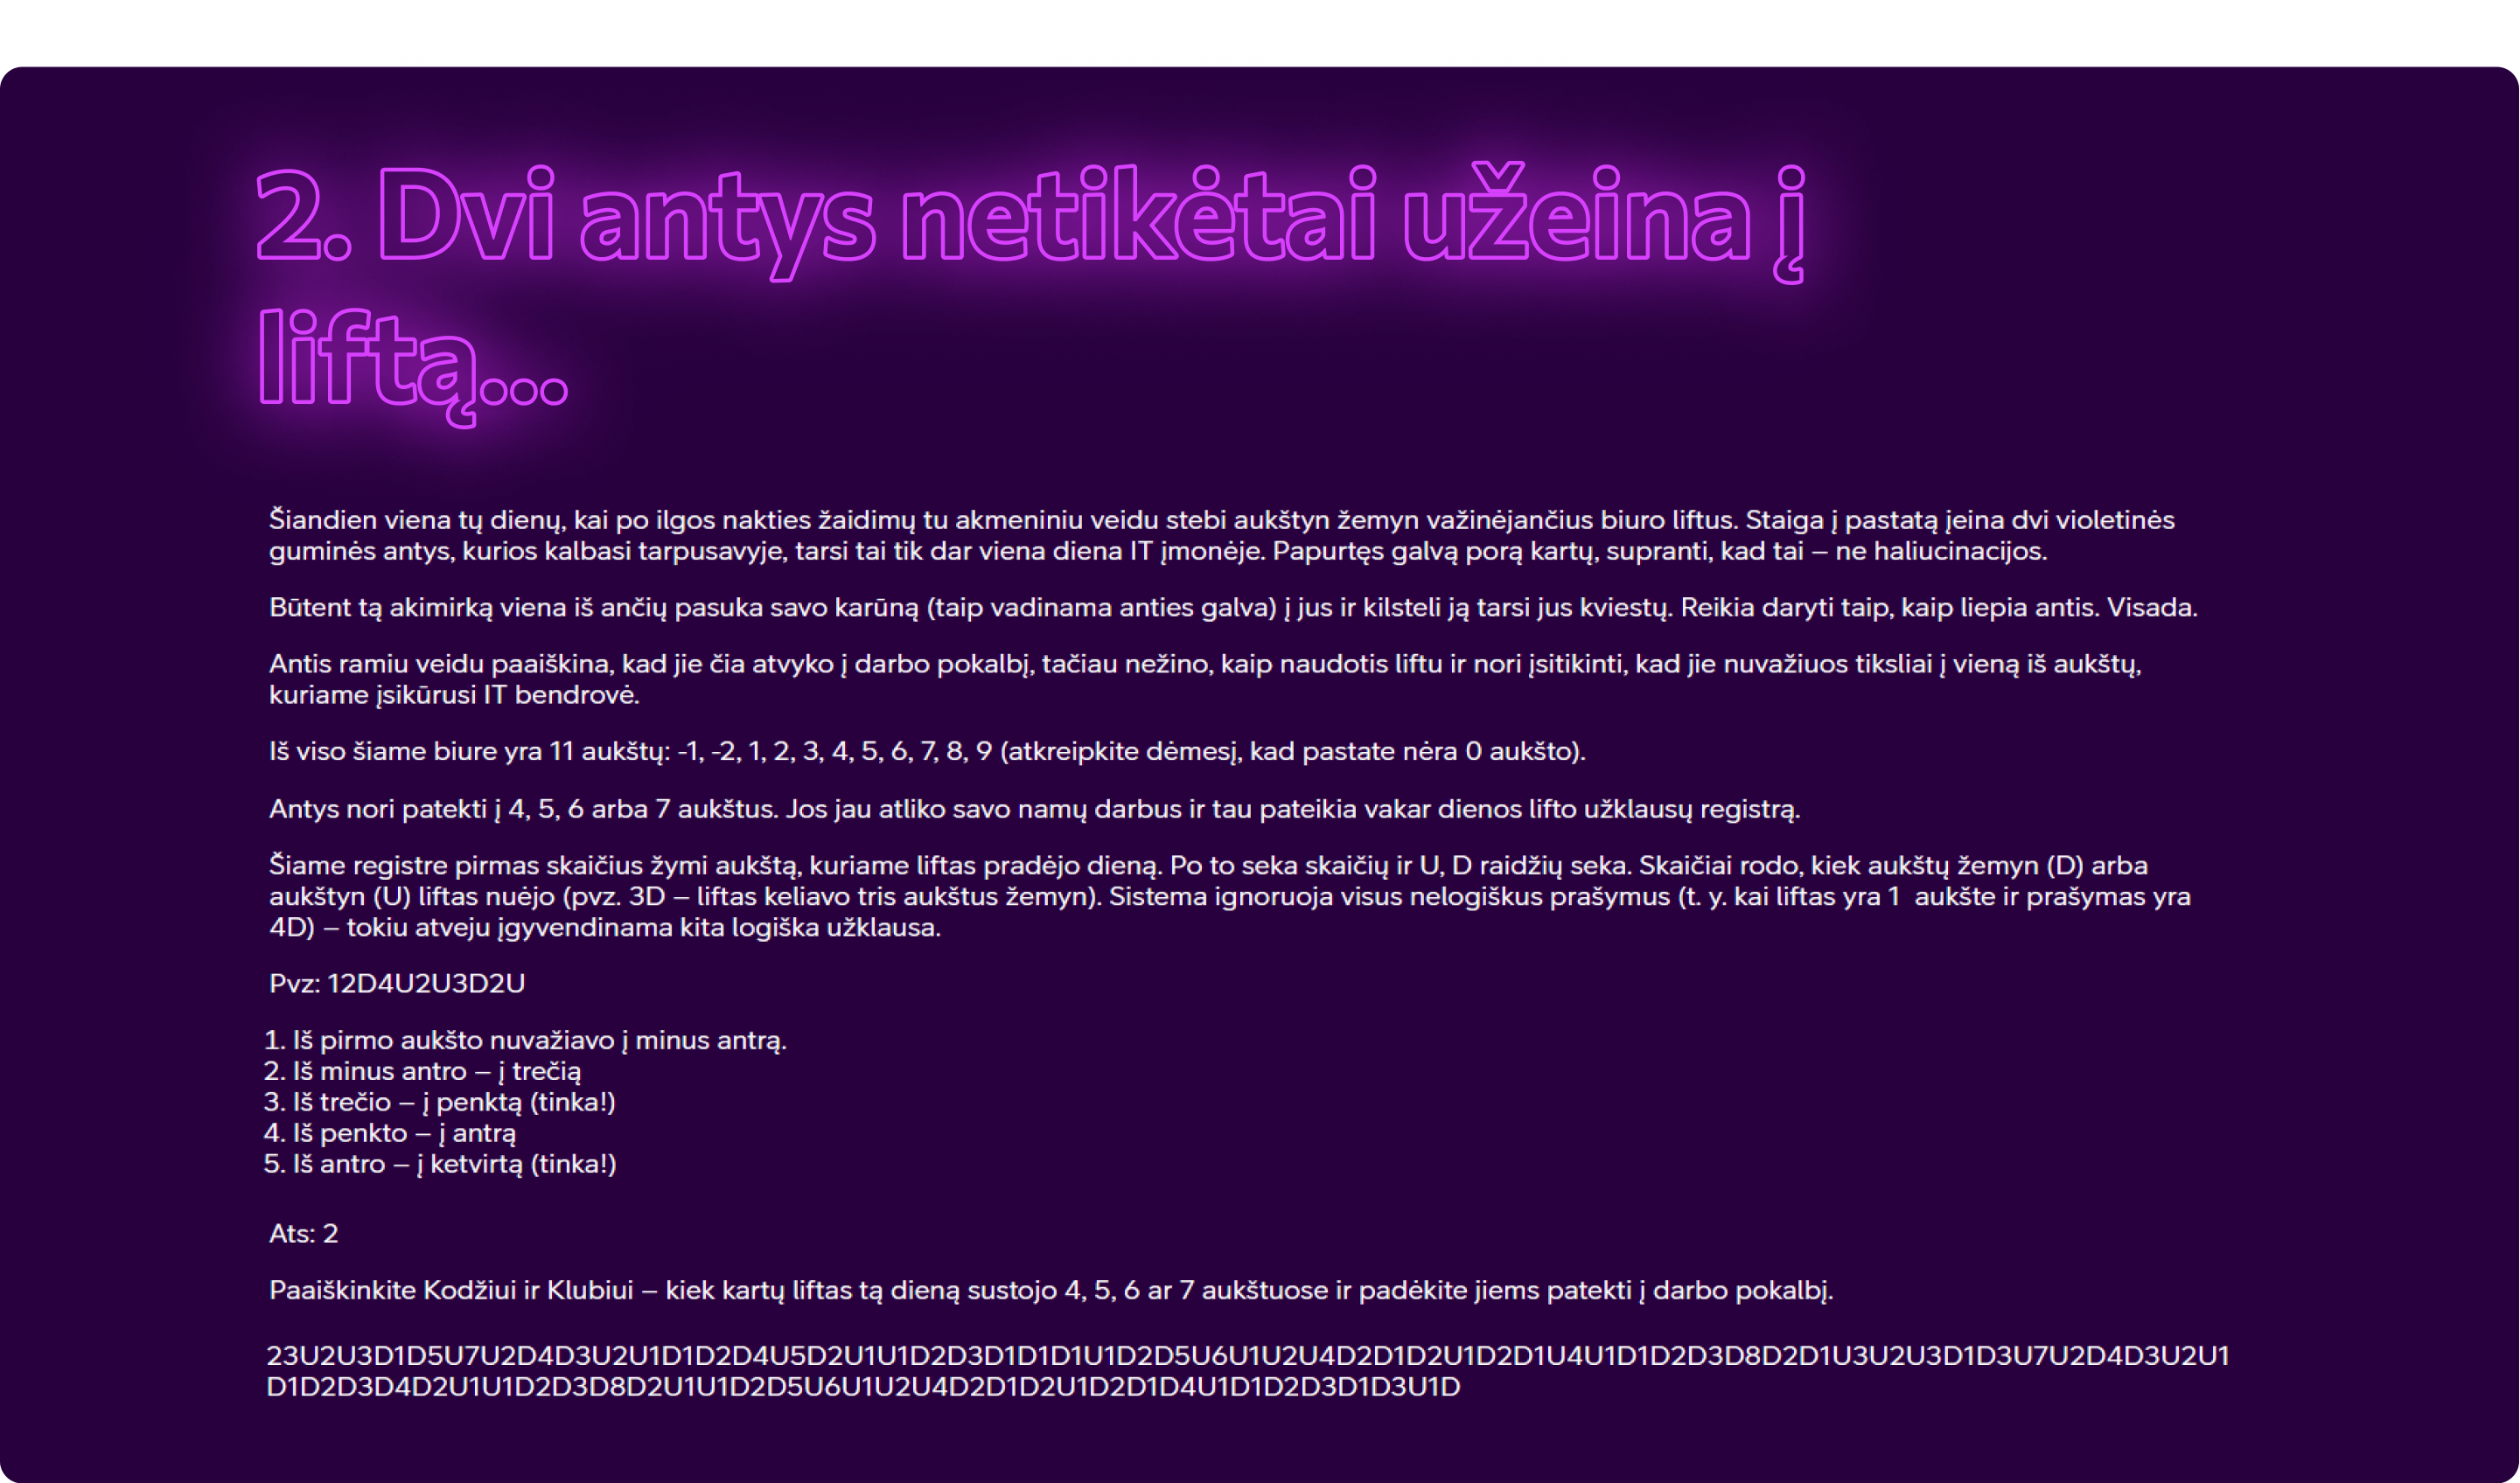 2. Dvi antys netikėtai užeina į
liftą...
Šiandien viena tų dienų, kai po ilgos nakties žaidimų tu akmeniniu veidu stebi aukštyn žemyn važinėjančius biuro liftus. Staiga į pastatą įeina dvi violetinės
guminės antys, kurios kalbasi tarpusavyje, tarsi tai tik dar viena diena IT įmonėje. Papurtęs galvą porą kartų, supranti, kad tai – ne haliucinacijos.
Būtent tą akimirką viena iš ančių pasuka savo karūną (taip vadinama anties galva) į jus ir kilsteli ją tarsi jus kviestų. Reikia daryti taip, kaip liepia antis. Visada.
Antis ramiu veidu paaiškina, kad jie čia atvyko į darbo pokalbį, tačiau nežino, kaip naudotis liftu ir nori įsitikinti, kad jie nuvažiuos tiksliai į vieną iš aukštų,
kuriame įsikūrusi IT bendrovė.
Iš viso šiame biure yra 11 aukštų: -1, -2, 1, 2, 3, 4, 5, 6, 7, 8, 9 (atkreipkite dėmesį, kad pastate nėra 0 aukšto).
Antys nori patekti į 4, 5, 6 arba 7 aukštus. Jos jau atliko savo namų darbus ir tau pateikia vakar dienos lifto užklausų registrą.
Šiame registre pirmas skaičius žymi aukštą, kuriame liftas pradėjo dieną. Po to seka skaičių ir U, D raidžių seka. Skaičiai rodo, kiek aukštų žemyn (D) arba
aukštyn (U) liftas nuėjo (pvz. 3D – liftas keliavo tris aukštus žemyn). Sistema ignoruoja visus nelogiškus prašymus (t. y. kai liftas yra 1 aukšte ir prašymas yra
4D) – tokiu atveju įgyvendinama kita logiška užklausa.
Pvz: 12D4U2U3D2U
1. Iš pirmo aukšto nuvažiavo į minus antrą.
2. Iš minus antro – į trečią
3. Iš trečio – į penktą (tinka!)
4. Iš penkto – į antrą
5. Iš antro – į ketvirtą (tinka!)
Ats: 2
Paaiškinkite Kodžiui ir Klubiui – kiek kartų liftas tą dieną sustojo 4, 5, 6 ar 7 aukštuose ir padėkite jiems patekti į darbo pokalbį.
23U2U3D1D5U7U2D4D3U2U1D1D2D4U5D2U1U1D2D3D1D1D1U1D2D5U6U1U2U4D2D1D2U1D2D1U4U1D1D2D3D8D2D1U3U2U3D1D3U7U2D4D3U2U1
D1D2D3D4D2U1U1D2D3D8D2U1U1D2D5U6U1U2U4D2D1D2U1D2D1D4U1D1D2D3D1D3U1D